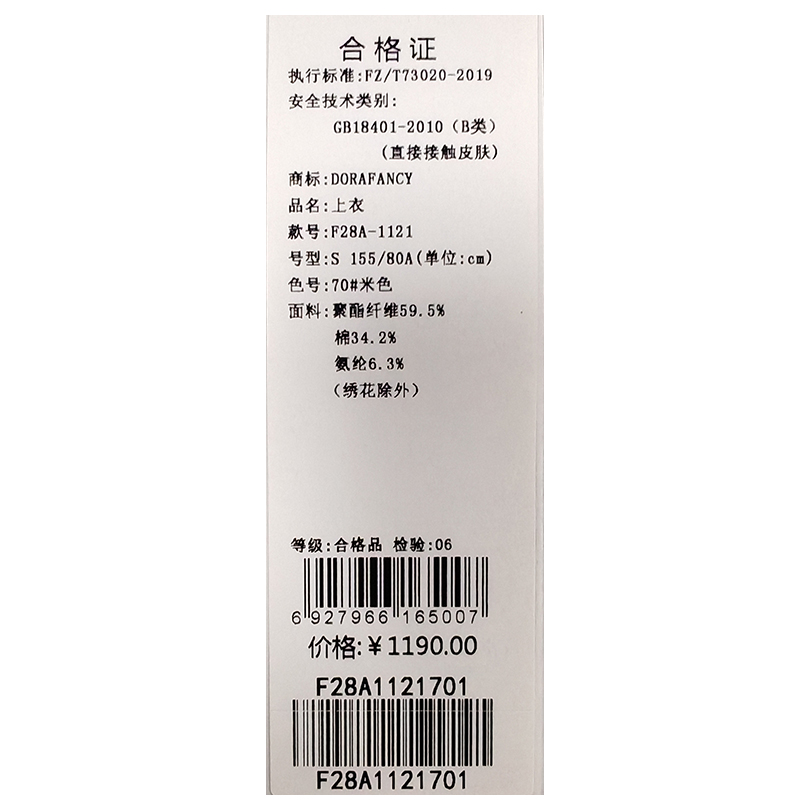 合格证
执行标准:FZ/T73020-2019
安全技术类别:
GB18401-2010（B类）
(直接接触皮肤)
商标:DORAFANCY
品名:上衣
款号:F28A-1121
号型:S 155/80A(单位:cm)
色号:70#米色
面料:聚酯纤维59.5%
棉34.2%
氨纶6.3%
（绣花除外）
等级:合格品 检验:06
6 927966 165007
价格:￥1190.00
F28A1121701
F28A1121701